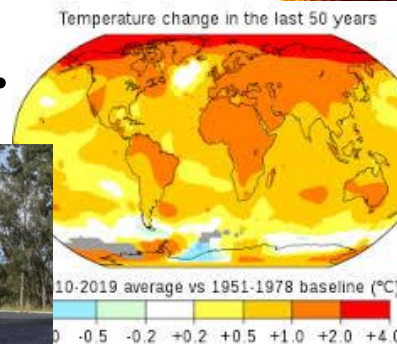 Temperature change in the last 50 years
10-2019 average vs 1951-1978 baseline (°C)
-0.5 -0.2 +0.2 +0.5 +1.0 +2.0 +4.0